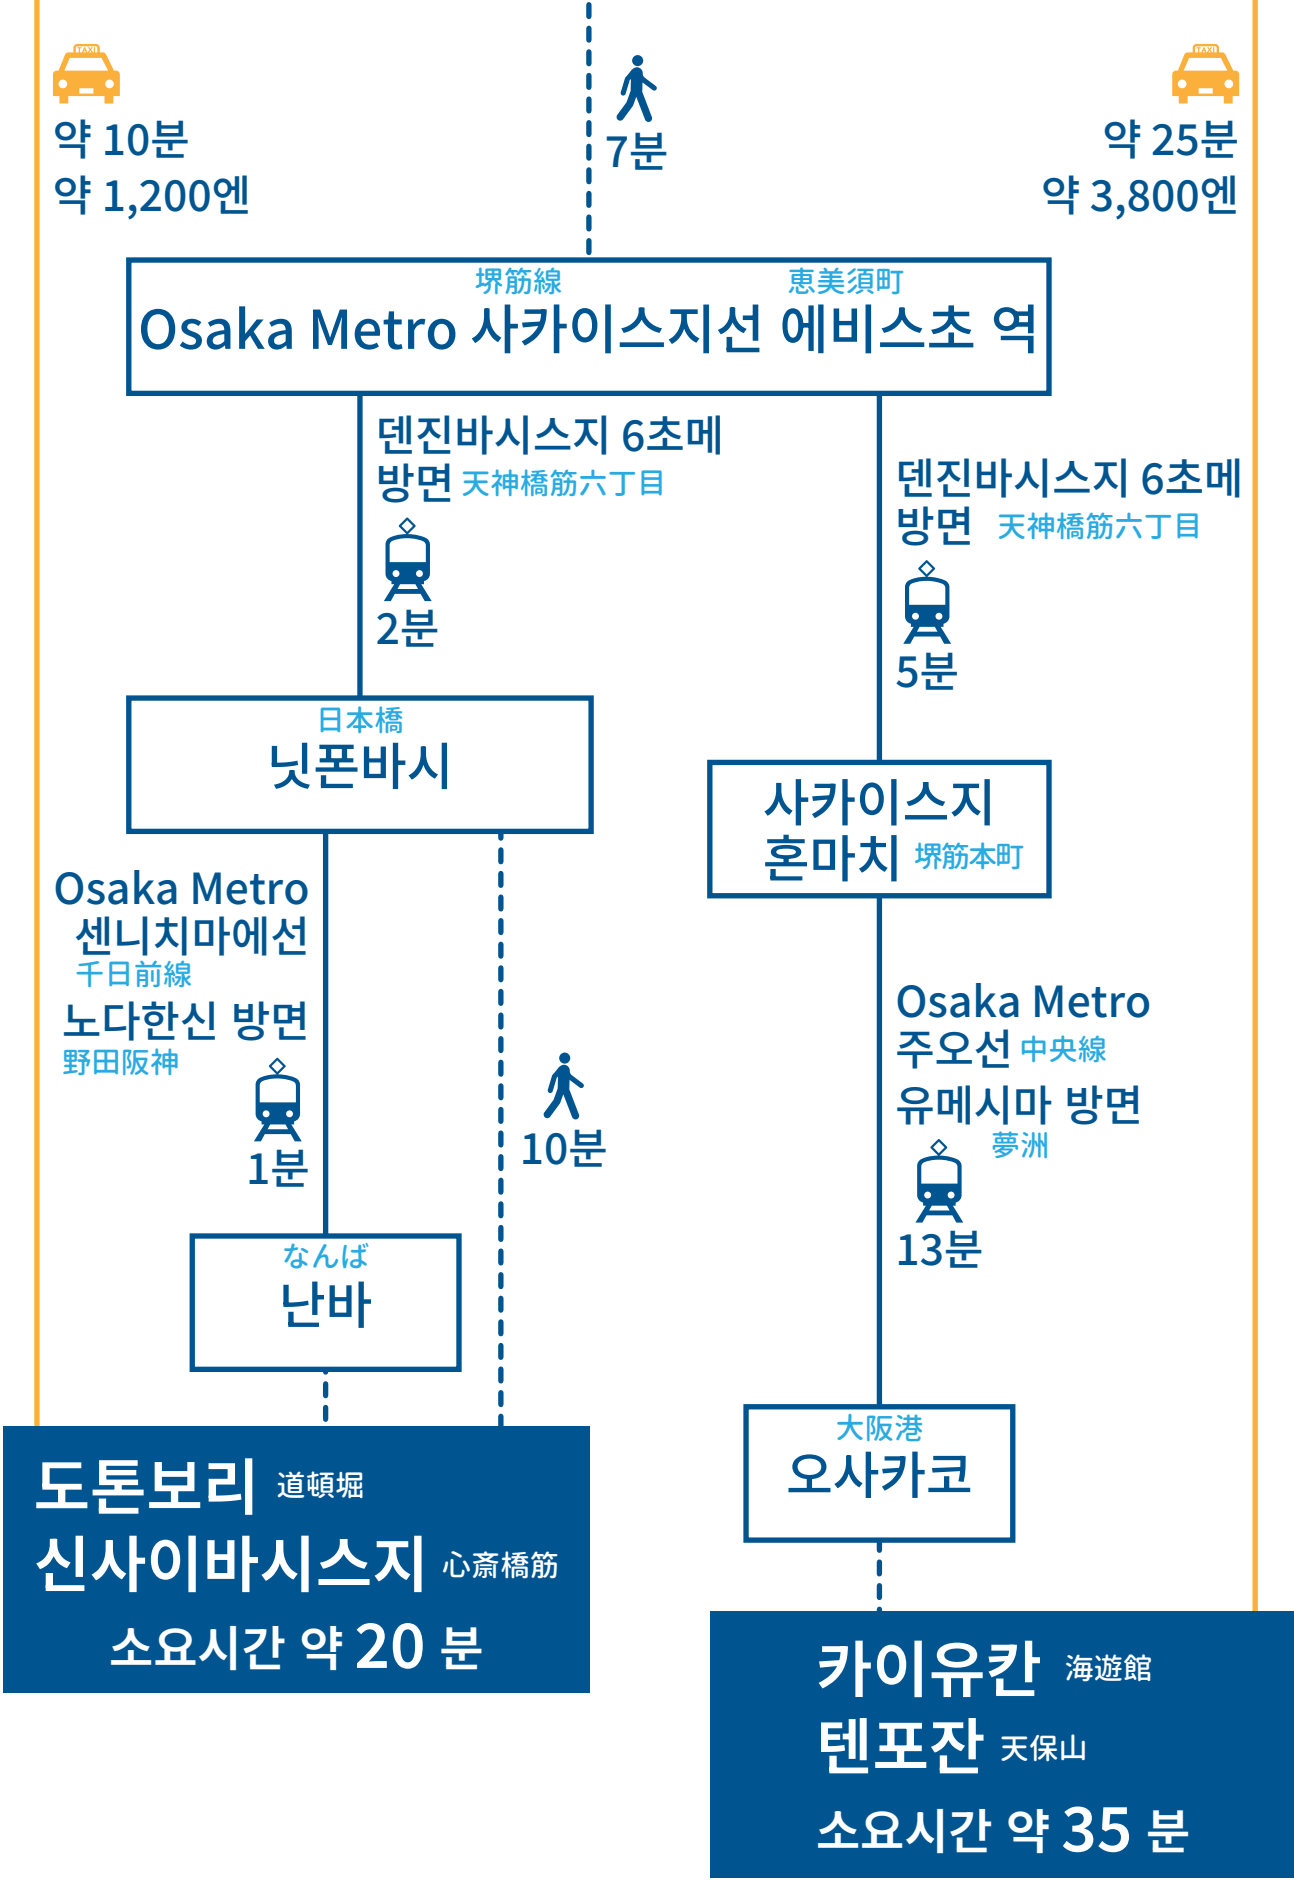 TAXI
약 10분
약 1,200엔
7분
TAXI
약 25분
약 3,800엔
堺筋線 恵美須町
Osaka Metro 사카이스지선 에비스초 역
덴진바시스지 6초메
방면 天神橋筋六丁目
2분
덴진바시스지 6초메
방면 天神橋筋六丁目
5분
日本橋
닛폰바시
사카이스지
혼마치 堺筋本町
Osaka Metro
센니치마에선
千日前線
노다한신 방면
野田阪神
1분
10분
Osaka Metro
주오선 中央線
유메시마 방면
夢洲
13분
なんば
난바
大阪港
오사카코
도톤보리 道頓堀
신사이바시스지 心斎橋筋
소요시간 약 20 분
카이유칸 海遊館
텐포잔 天保山
소요시간 약 35 분